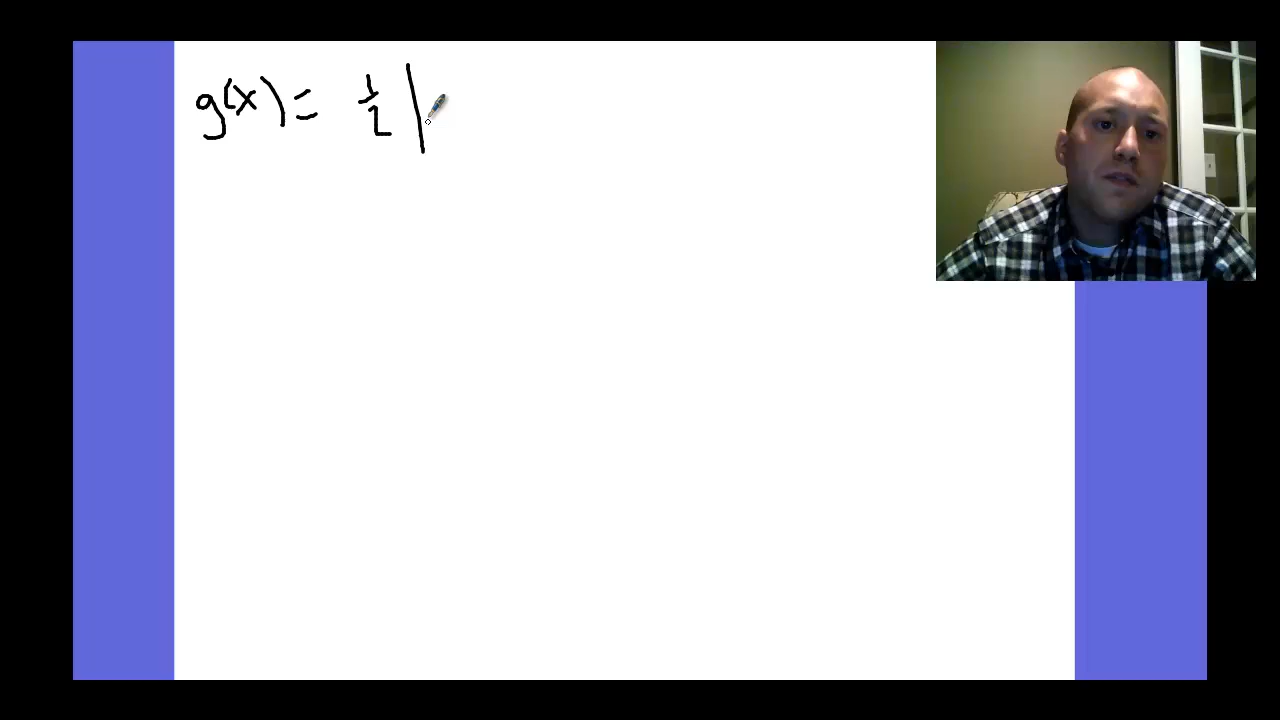 g(x) = 1/2 |